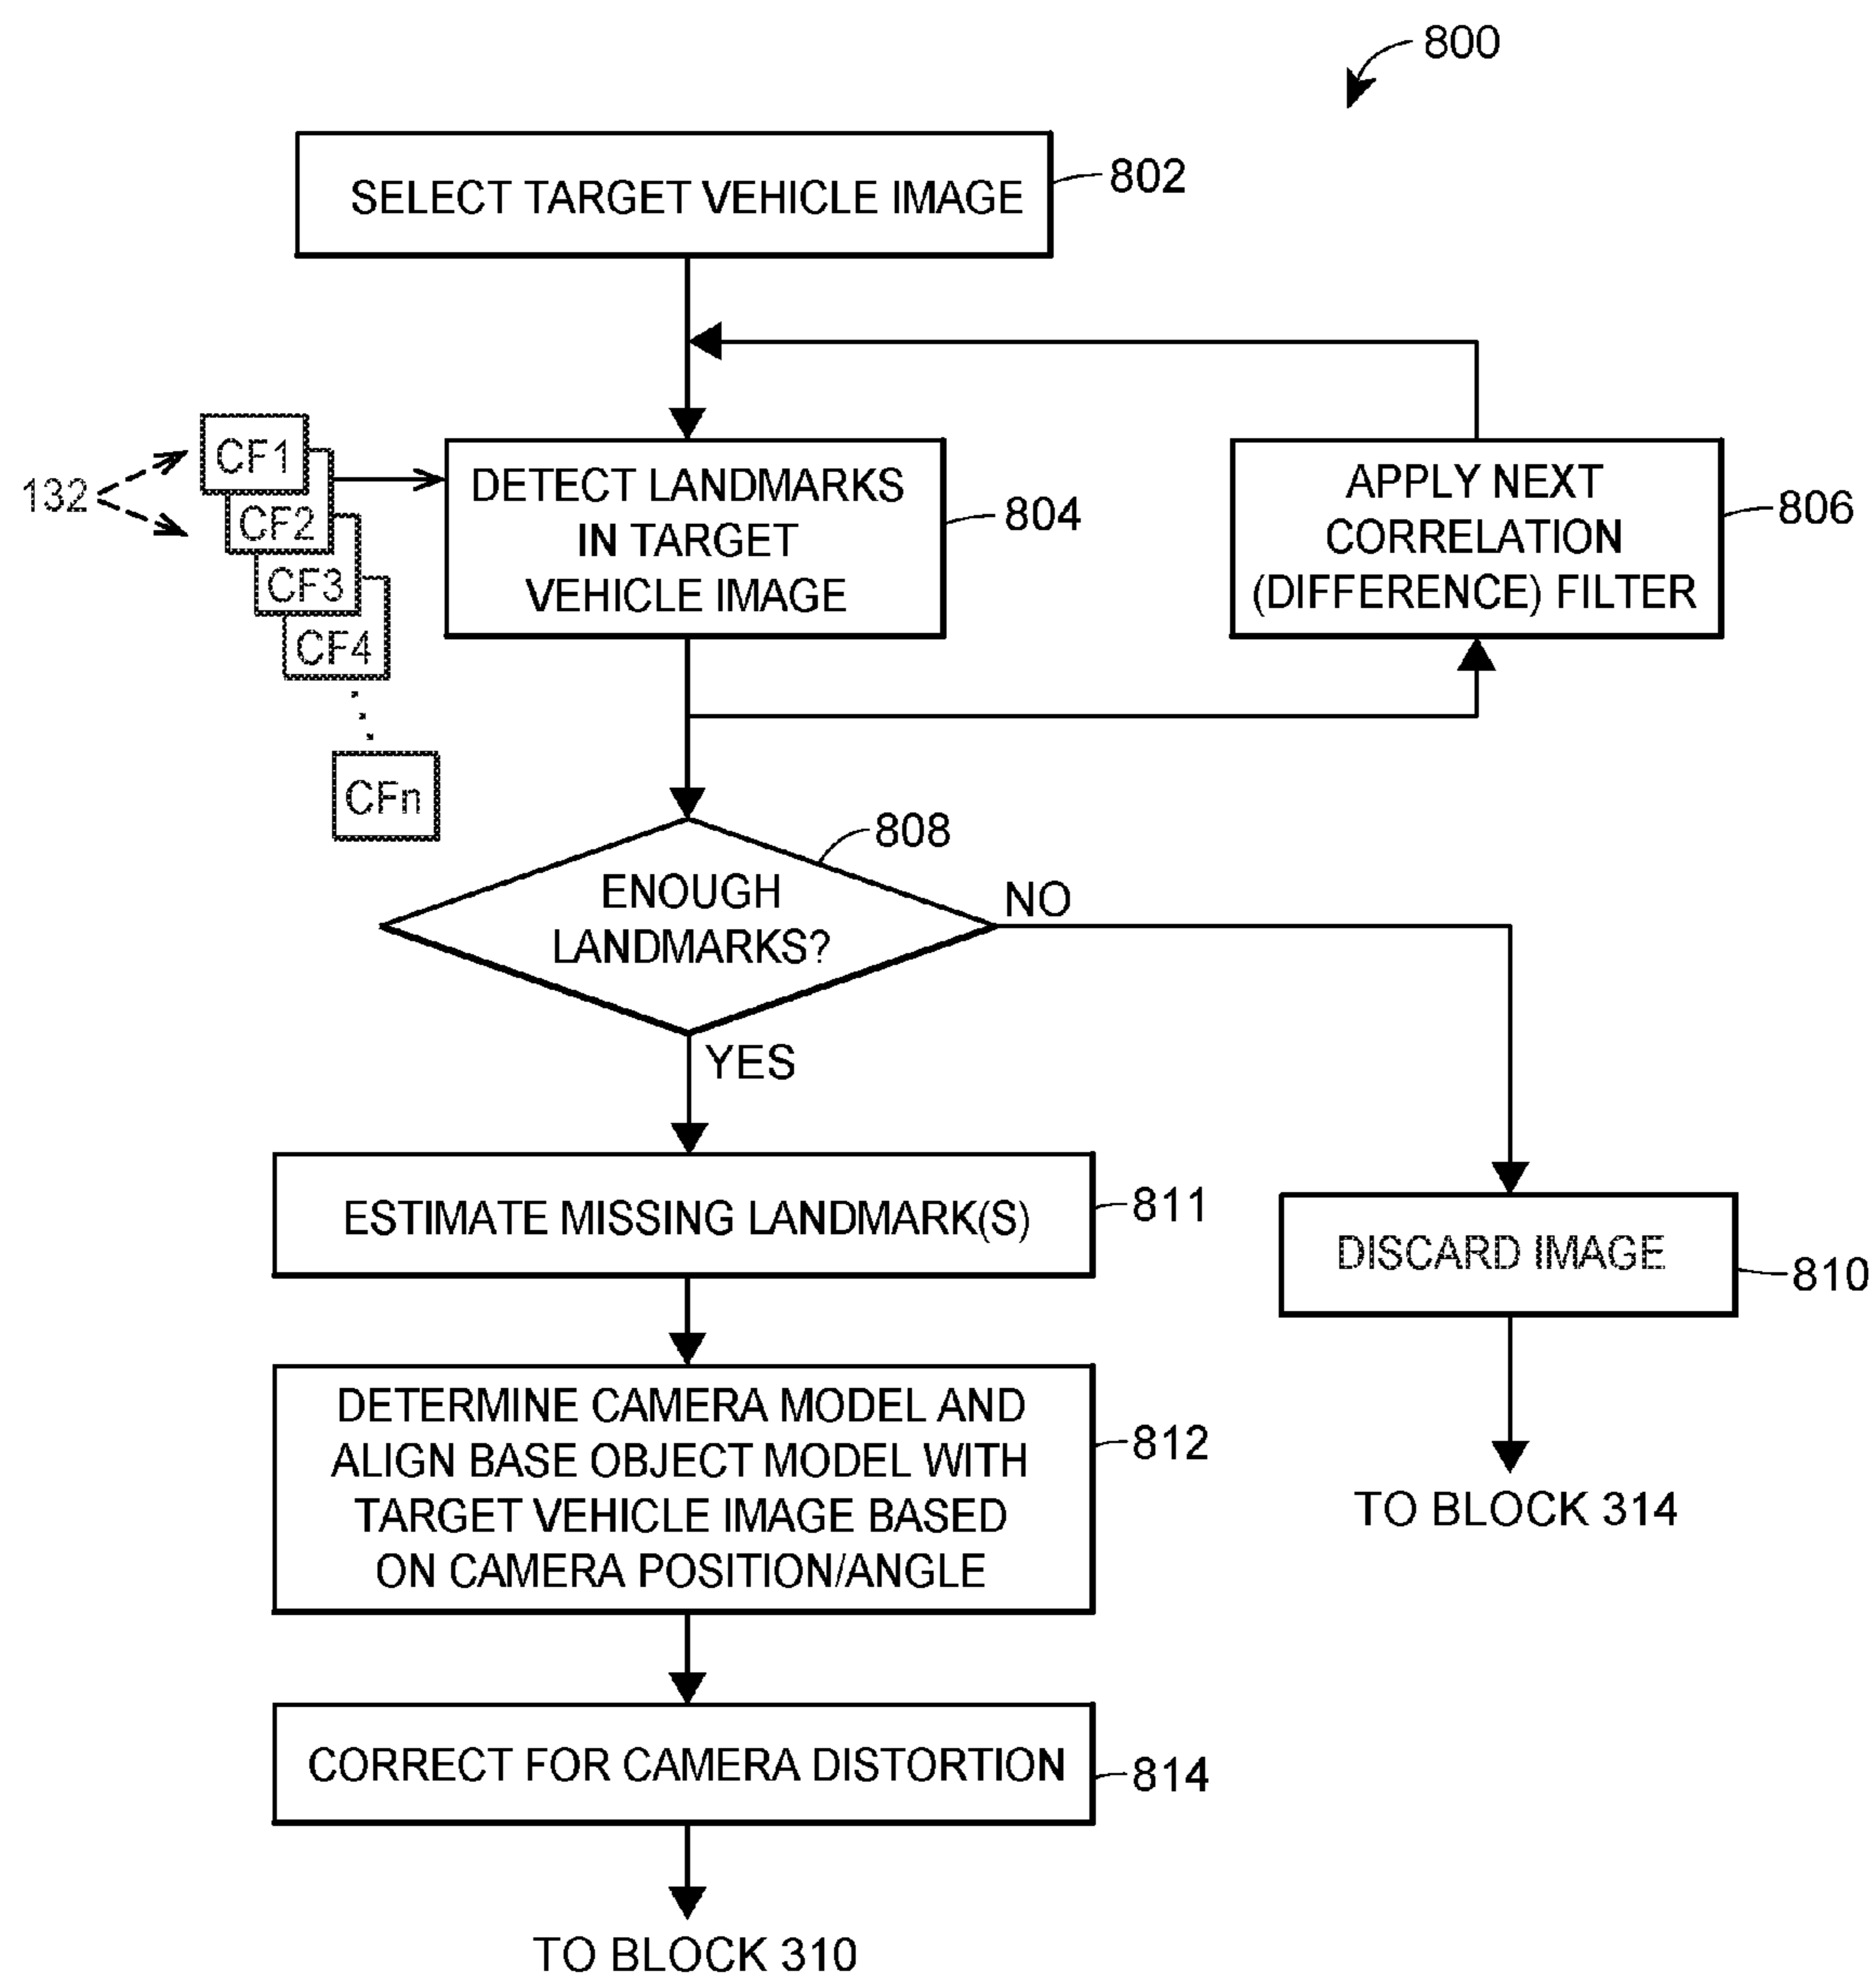 800
SELECT TARGET VEHICLE IMAGE
802
132
CF1
CF2
CF3
CF4
CFn
DETECT LANDMARKS
IN TARGET
VEHICLE IMAGE
804
APPLY NEXT
CORRELATION
(DIFFERENCE) FILTER
806
808
ENOUGH
LANDMARKS?
NO
YES
ESTIMATE MISSING LANDMARK(S)
811
DISCARD IMAGE
810
DETERMINE CAMERA MODEL AND
ALIGN BASE OBJECT MODEL WITH
TARGET VEHICLE IMAGE BASED
ON CAMERA POSITION/ANGLE
812
TO BLOCK 314
CORRECT FOR CAMERA DISTORTION
814
TO BLOCK 310